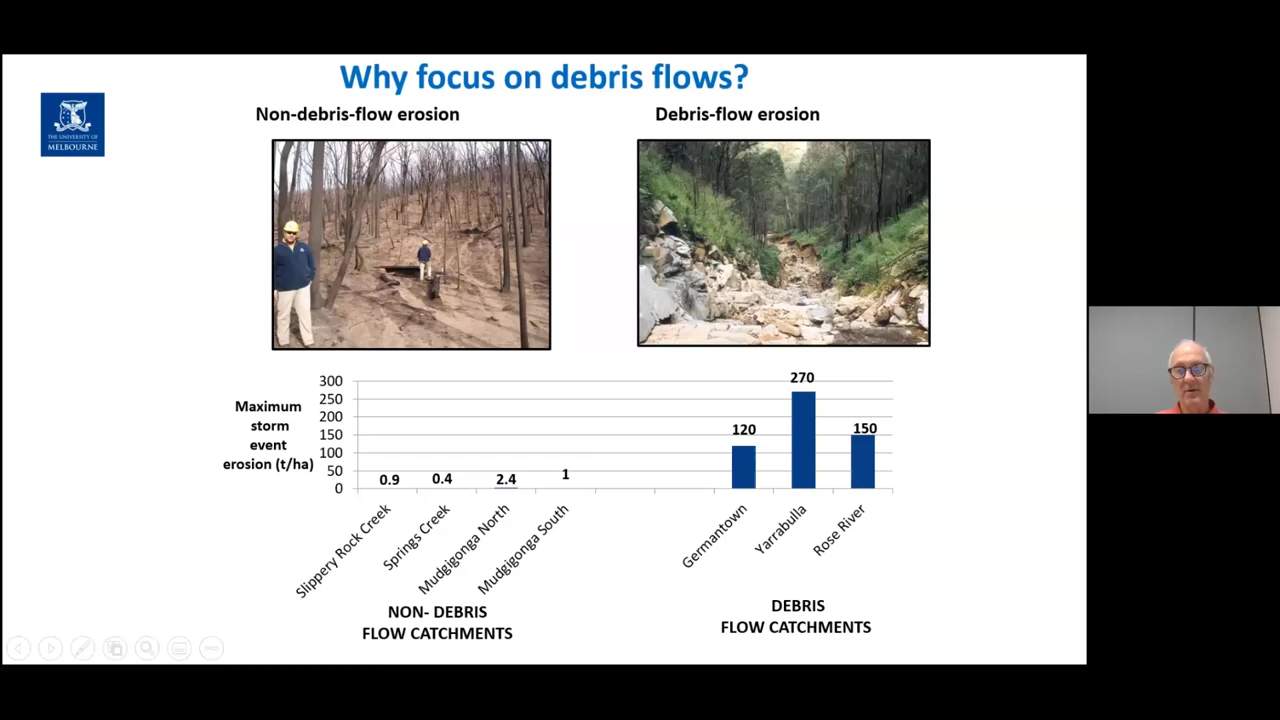 Why focus on debris flows?
THE UNIVERSITY OF
MELBOURNE
Non-debris-flow erosion
Debris-flow erosion
Maximum
storm
event
erosion (t/ha)
300
250
200
150
100
50
0
0.9
0.4
2.4
1
120
270
150
Slippery Rock Creek
Springs Creek
Mudgigonga North
Mudgigonga South
Germantown
Yarrabulla
Rose River
NON- DEBRIS
FLOW CATCHMENTS
DEBRIS
FLOW CATCHMENTS